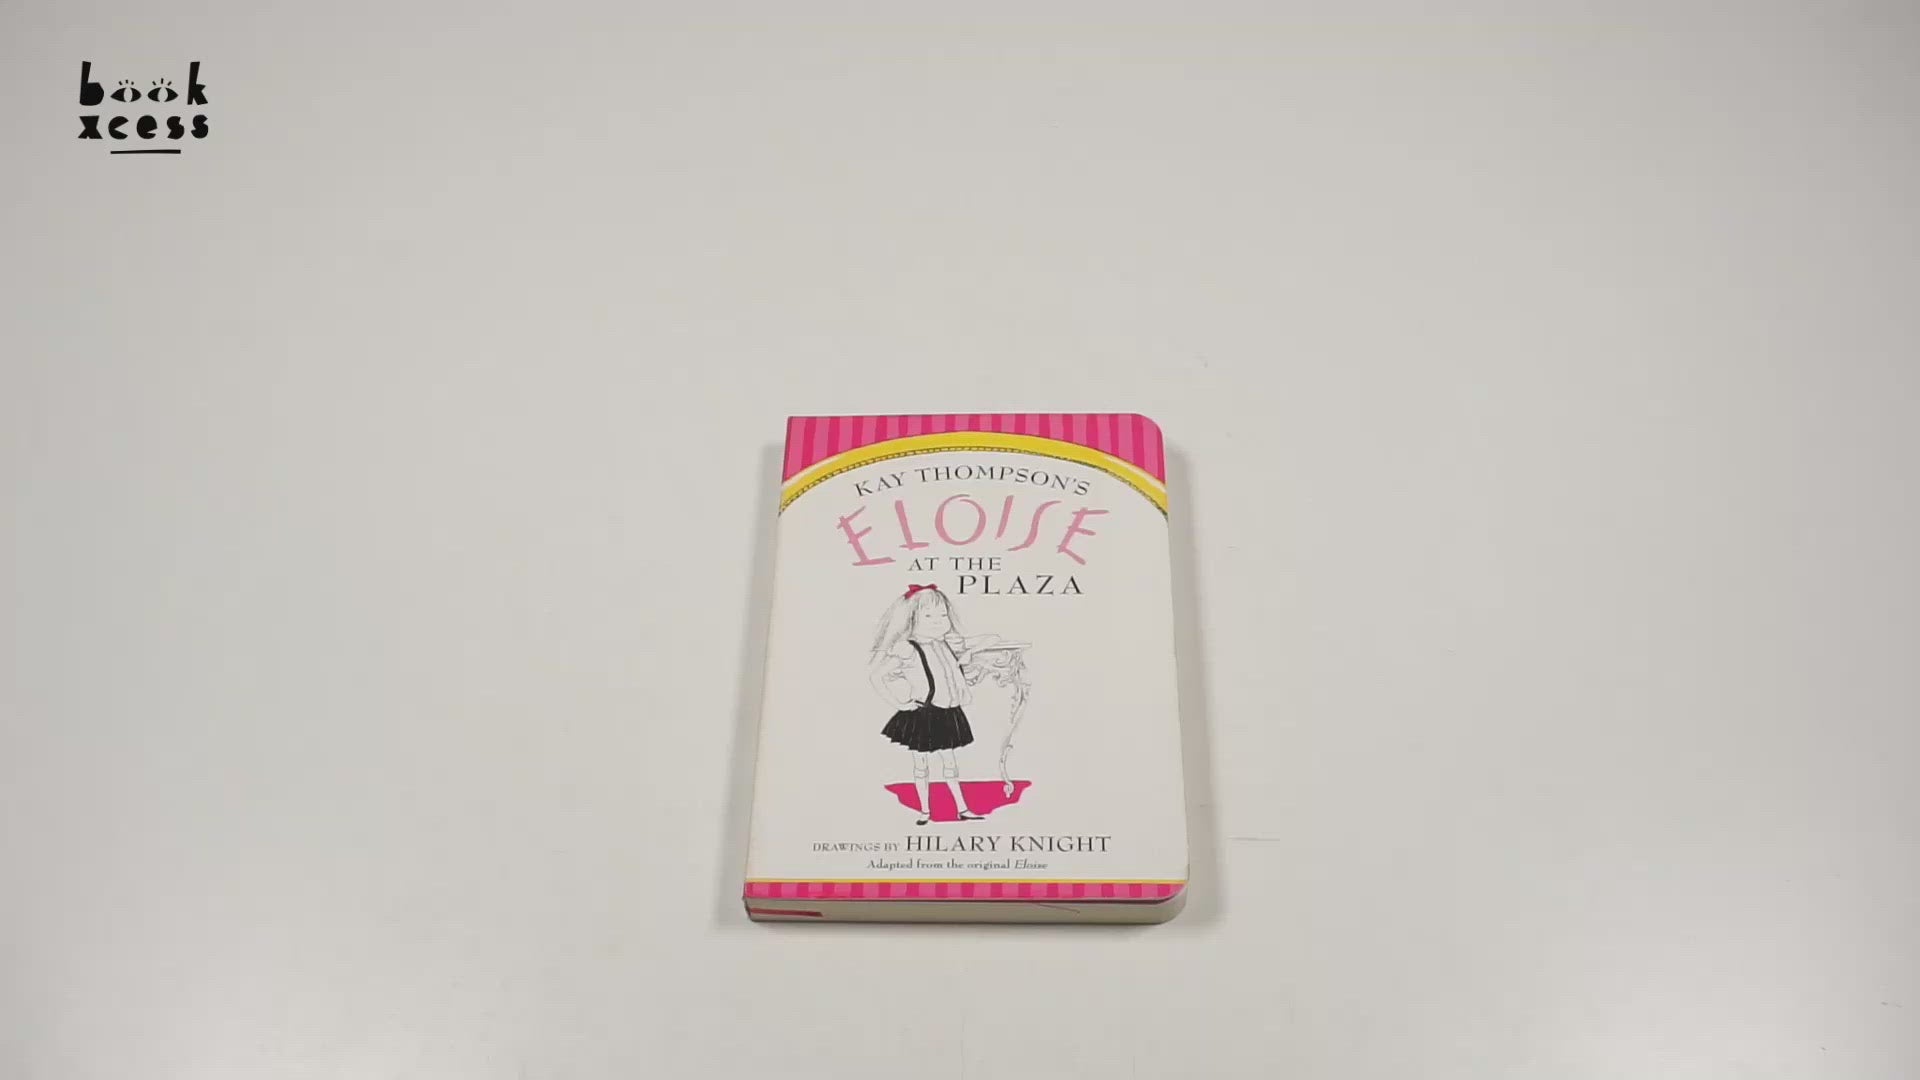 book
xcess
KAY THOMPSON'S
ELOISE
AT THE
PLAZA
DRAWINGS BY HILARY KNIGHT
Adapted from the original Eloise